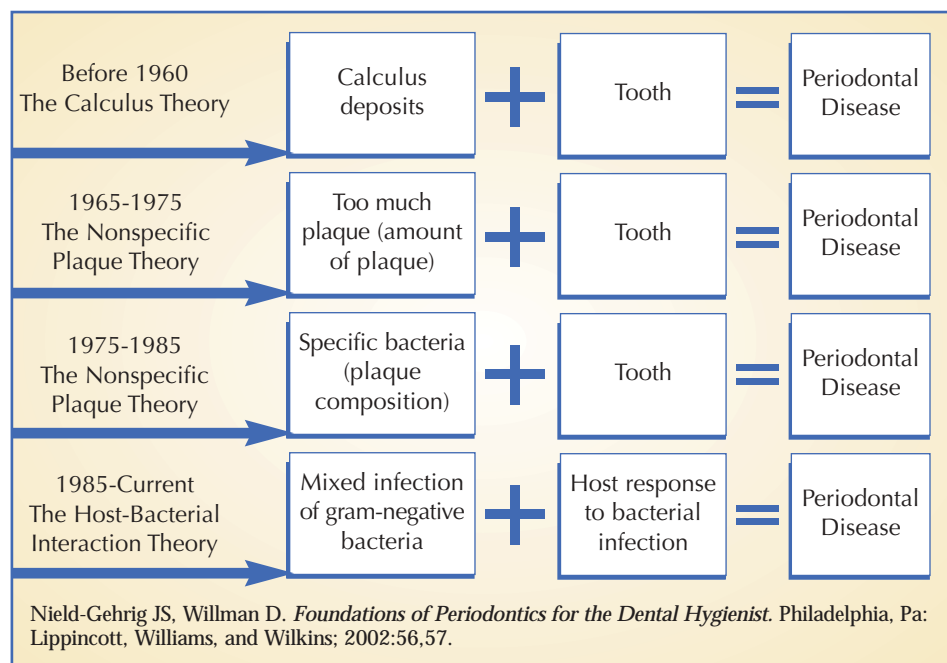 Before 1960
The Calculus Theory
Calculus
deposits
+
Tooth
=
Periodontal
Disease
1965-1975
The Nonspecific
Plaque Theory
Too much
plaque (amount
of plaque)
+
Tooth
=
Periodontal
Disease
1975-1985
The Nonspecific
Plaque Theory
Specific bacteria
(plaque
composition)
+
Tooth
=
Periodontal
Disease
1985-Current
The Host-Bacterial
Interaction Theory
Mixed infection
of gram-negative
bacteria
+
Host response
to bacterial
infection
=
Periodontal
Disease
Nield-Gehrig JS, Willman D. Foundations of Periodontics for the Dental Hygienist. Philadelphia, Pa:
Lippincott, Williams, and Wilkins; 2002:56,57.